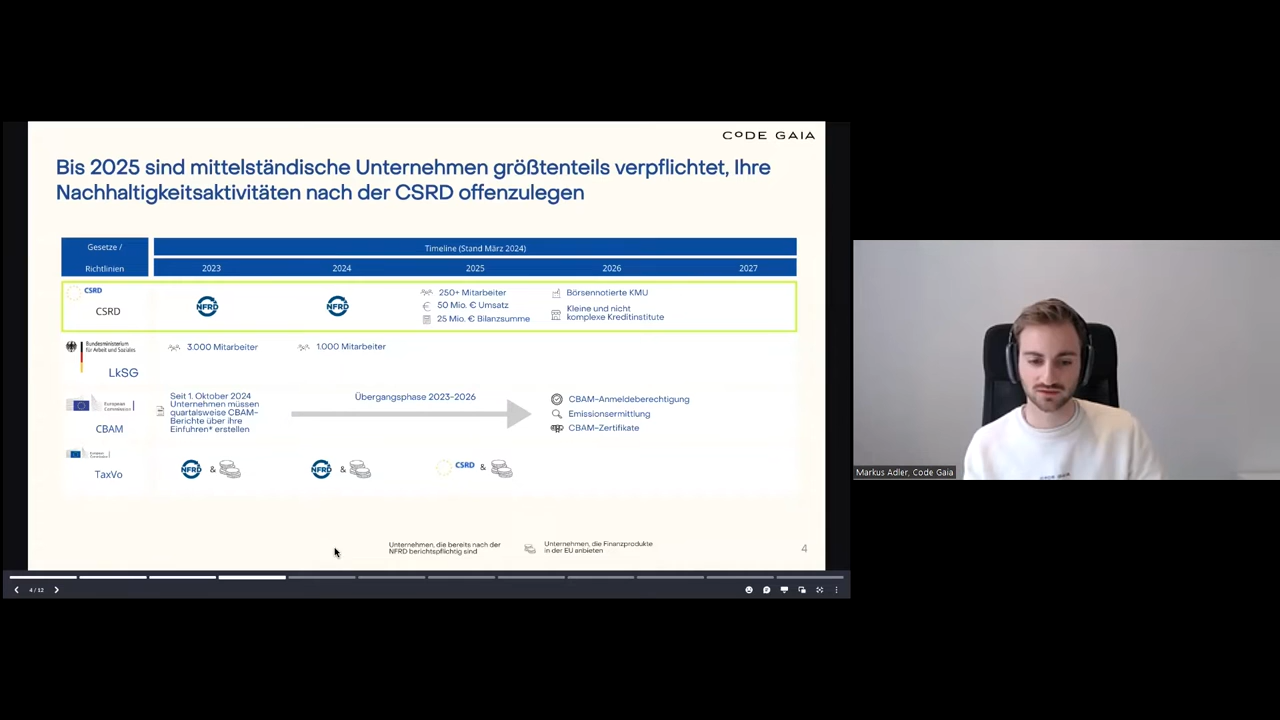 CODE GAIA
Bis 2025 sind mittelständische Unternehmen größtenteils verpflichtet, Ihre
Nachhaltigkeitsaktivitäten nach der CSRD offenzulegen
Gesetze /
Richtlinien
Timeline (Stand März 2024)
2023
2024
2025
2026
2027
CSRD
CSRD
NFRD
NFRD
250+ Mitarbeiter
50 Mio. € Umsatz
25 Mio. € Bilanzsumme
Börsennotierte KMU
Kleine und nicht
komplexe Kreditinstitute
Bundesministerium
für Arbeit und Soziales
LkSG
3.000 Mitarbeiter
1.000 Mitarbeiter
European
Commission
CBAM
Seit 1. Oktober 2024
Unternehmen müssen
quartalsweise CBAM-
Berichte über ihre
Einfuhren* erstellen
Übergangsphase 2023-2026
CBAM-Anmeldeberechtigung
Emissionsermittlung
CBAM-Zertifikate
TaxVo
NFRD &
NFRD &
CSRD &
Unternehmen, die bereits nach der
NFRD berichtspflichtig sind
Unternehmen, die Finanzprodukte
in der EU anbieten
4
4 / 12
Markus Adler, Code Gaia